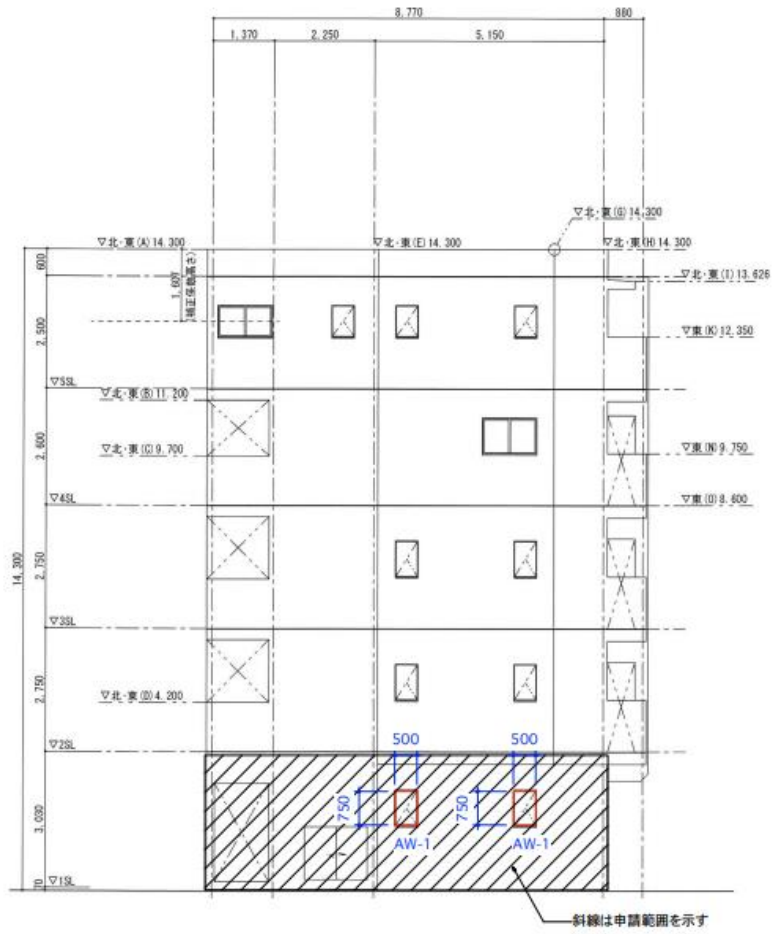 8,770
880
1,370
2,250
5,150
▽北・東(G)14,300
▽北・東(A)14,300
▽北・東(E)14,300
▽北・東(H)14,300
600
1,607
(補正係数高さ)
▽北・東(I)13,626
2,500
▽東(K)12,350
▽5SL
▽北・東(B)11,200
2,600
▽北・東(C)9,700
▽東(N)9,750
▽4SL
▽東(O)8,600
14,300
2,750
▽3SL
2,750
▽北・東(D)4,200
▽2SL
500
500
3,030
750
750
AW-1
AW-1
70
▽1SL
斜線は申請範囲を示す